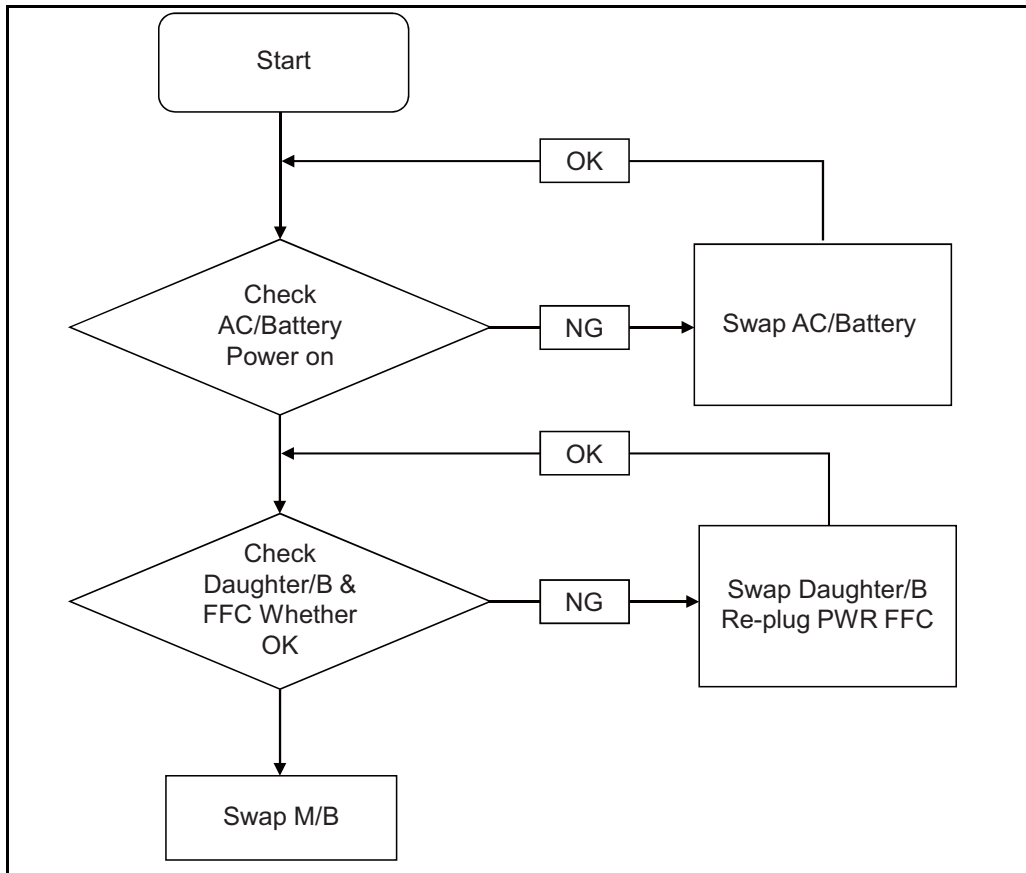 Start
OK
Check
AC/Battery
Power on
NG
Swap AC/Battery
OK
Check
Daughter/B &
FFC Whether
OK
NG
Swap Daughter/B
Re-plug PWR FFC
Swap M/B